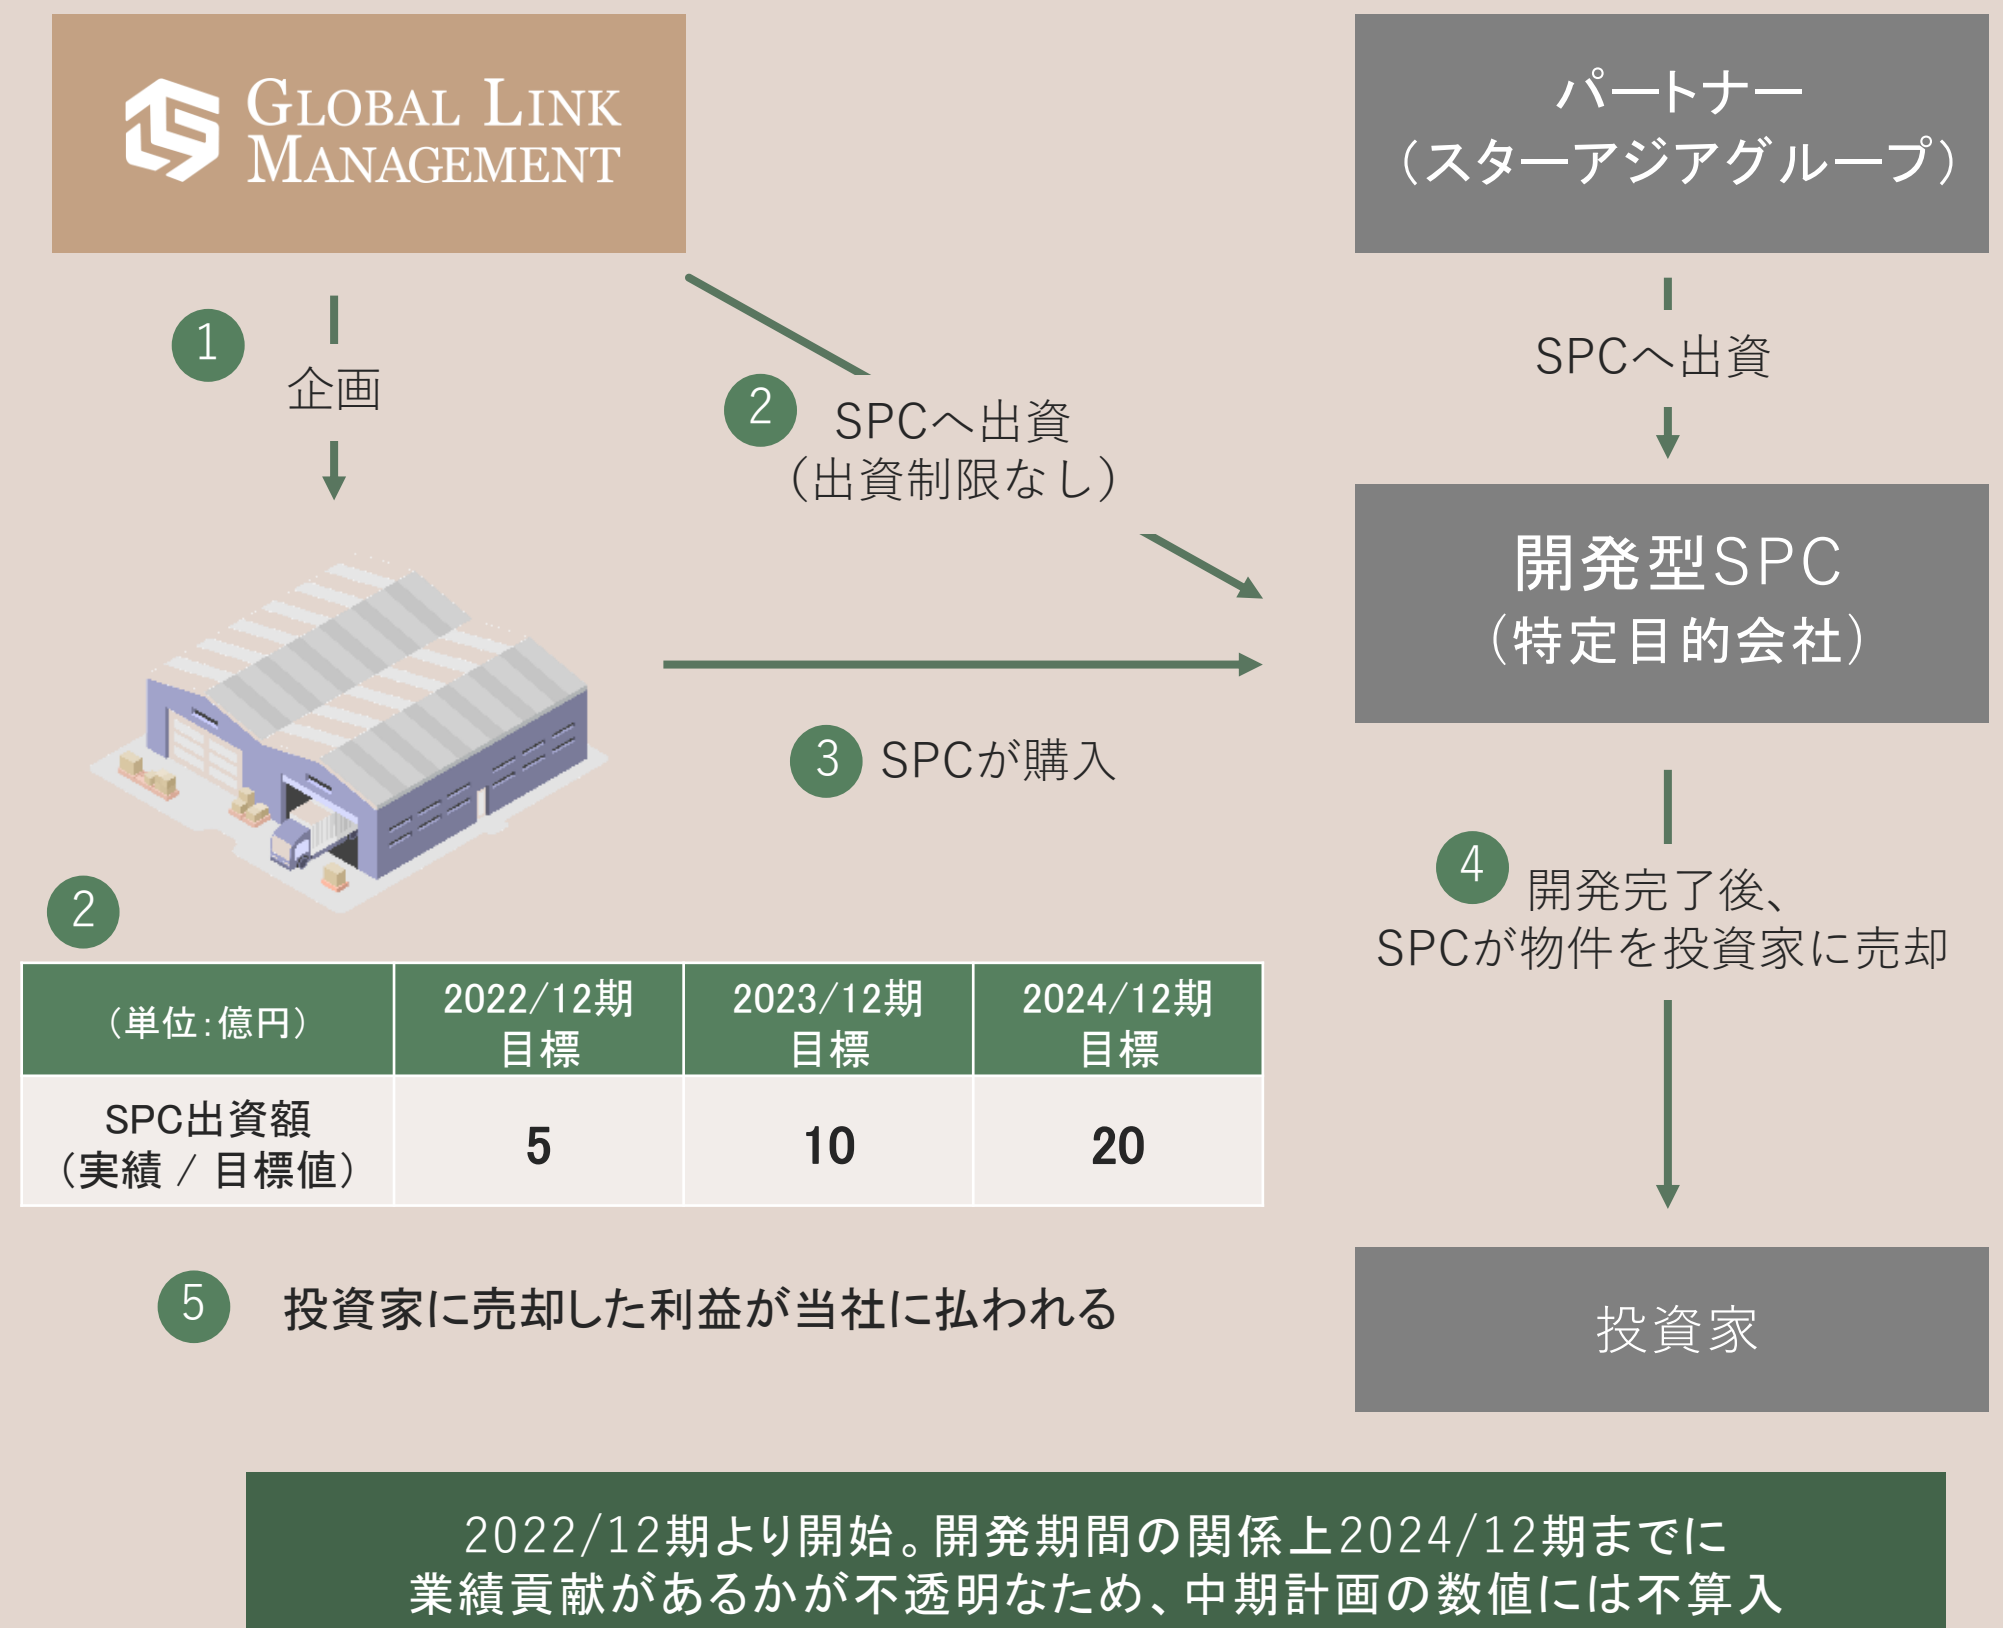 GLOBAL LINK
MANAGEMENT
パートナー
（スターアジアグループ）
1
企画
2
SPCへ出資
（出資制限なし）
SPCへ出資
開発型SPC
（特定目的会社）
3 SPCが購入
4
開発完了後、
SPCが物件を投資家に売却
2
（単位：億円）
2022/12期
目標
2023/12期
目標
2024/12期
目標
SPC出資額
（実績 / 目標値）
5
10
20
5 投資家に売却した利益が当社に払われる
投資家
2022/12期より開始。開発期間の関係上2024/12期までに
業績貢献があるかが不透明なため、中期計画の数値には不算入